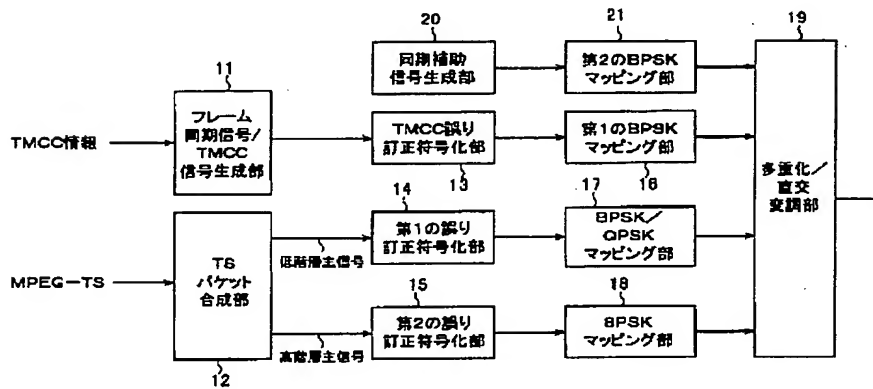 20
同期補助
信号生成部
21
第2のBPSK
マッピング部
19
多重化/
直交
変調部
TMCC情報
11
フレーム
同期信号/
TMCC
信号生成部
TMCC誤り
訂正符号化部
13
第1のBPSK
マッピング部
16
MPEG-TS
TS
パケット
合成部
12
低階層主信号
14
第1の誤り
訂正符号化部
17
BPSK/
QPSK
マッピング部
高階層主信号
15
第2の誤り
訂正符号化部
18
8PSK
マッピング部